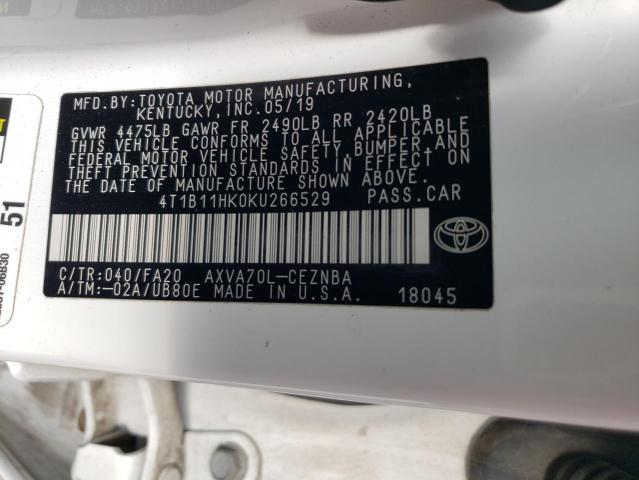 MFD.BY:TOYOTA MOTOR MANUFACTURING,
KENTUCKY, INC.05/19
GVWR 4475LB GAWR FR 2490LB RR 2420LB
THIS VEHICLE CONFORMS TO ALL APPLICABLE
FEDERAL MOTOR VEHICLE SAFETY, BUMPER, AND
THEFT PREVENTION STANDARDS IN EFFECT ON
THE DATE OF MANUFACTURE SHOWN ABOVE.
4T1B11HK0KU266529 PASS.CAR
C/TR:040/FA20 AXVA70L-CEZNBA
A/TM:-02A/UB80E MADE IN U.S.A. 18045
TOYOTA
51